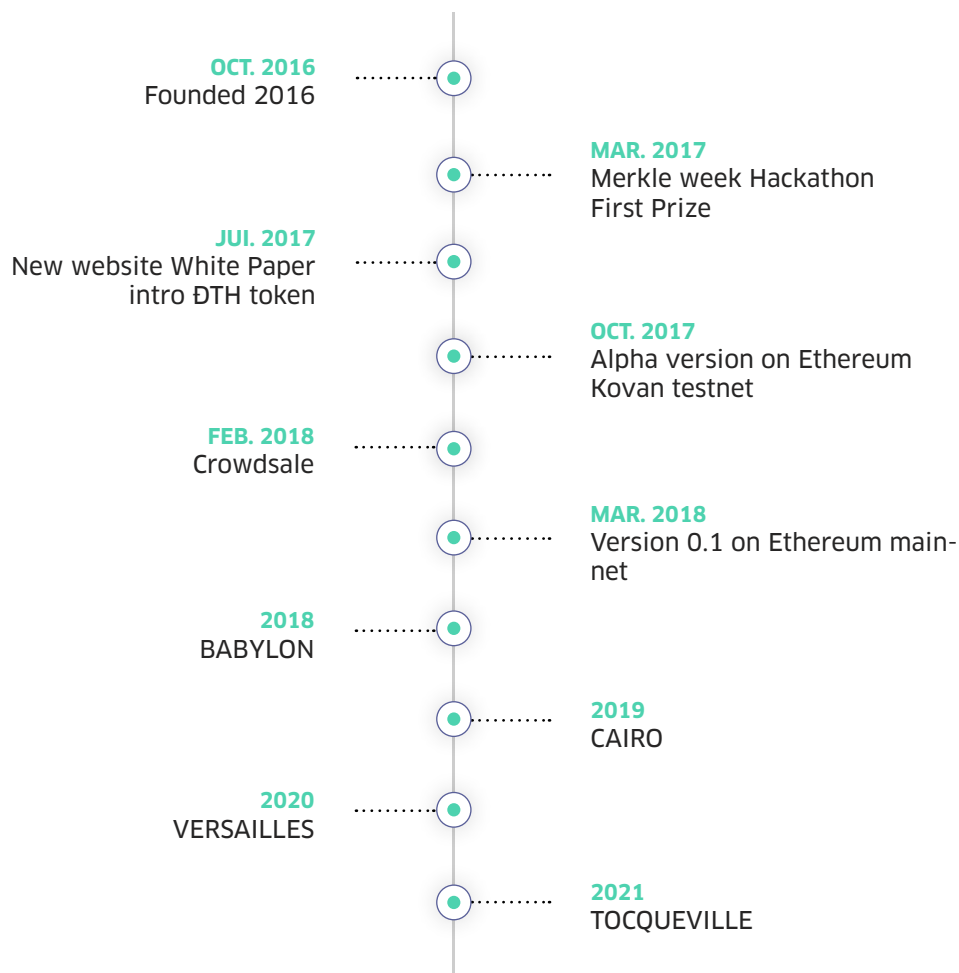 OCT. 2016
Founded 2016
MAR. 2017
Merkle week Hackathon
First Prize
JUI. 2017
New website White Paper
intro ĐTH token
OCT. 2017
Alpha version on Ethereum
Kovan testnet
FEB. 2018
Crowdsale
MAR. 2018
Version 0.1 on Ethereum main-
net
2018
BABYLON
2019
CAIRO
2020
VERSAILLES
2021
TOCQUEVILLE